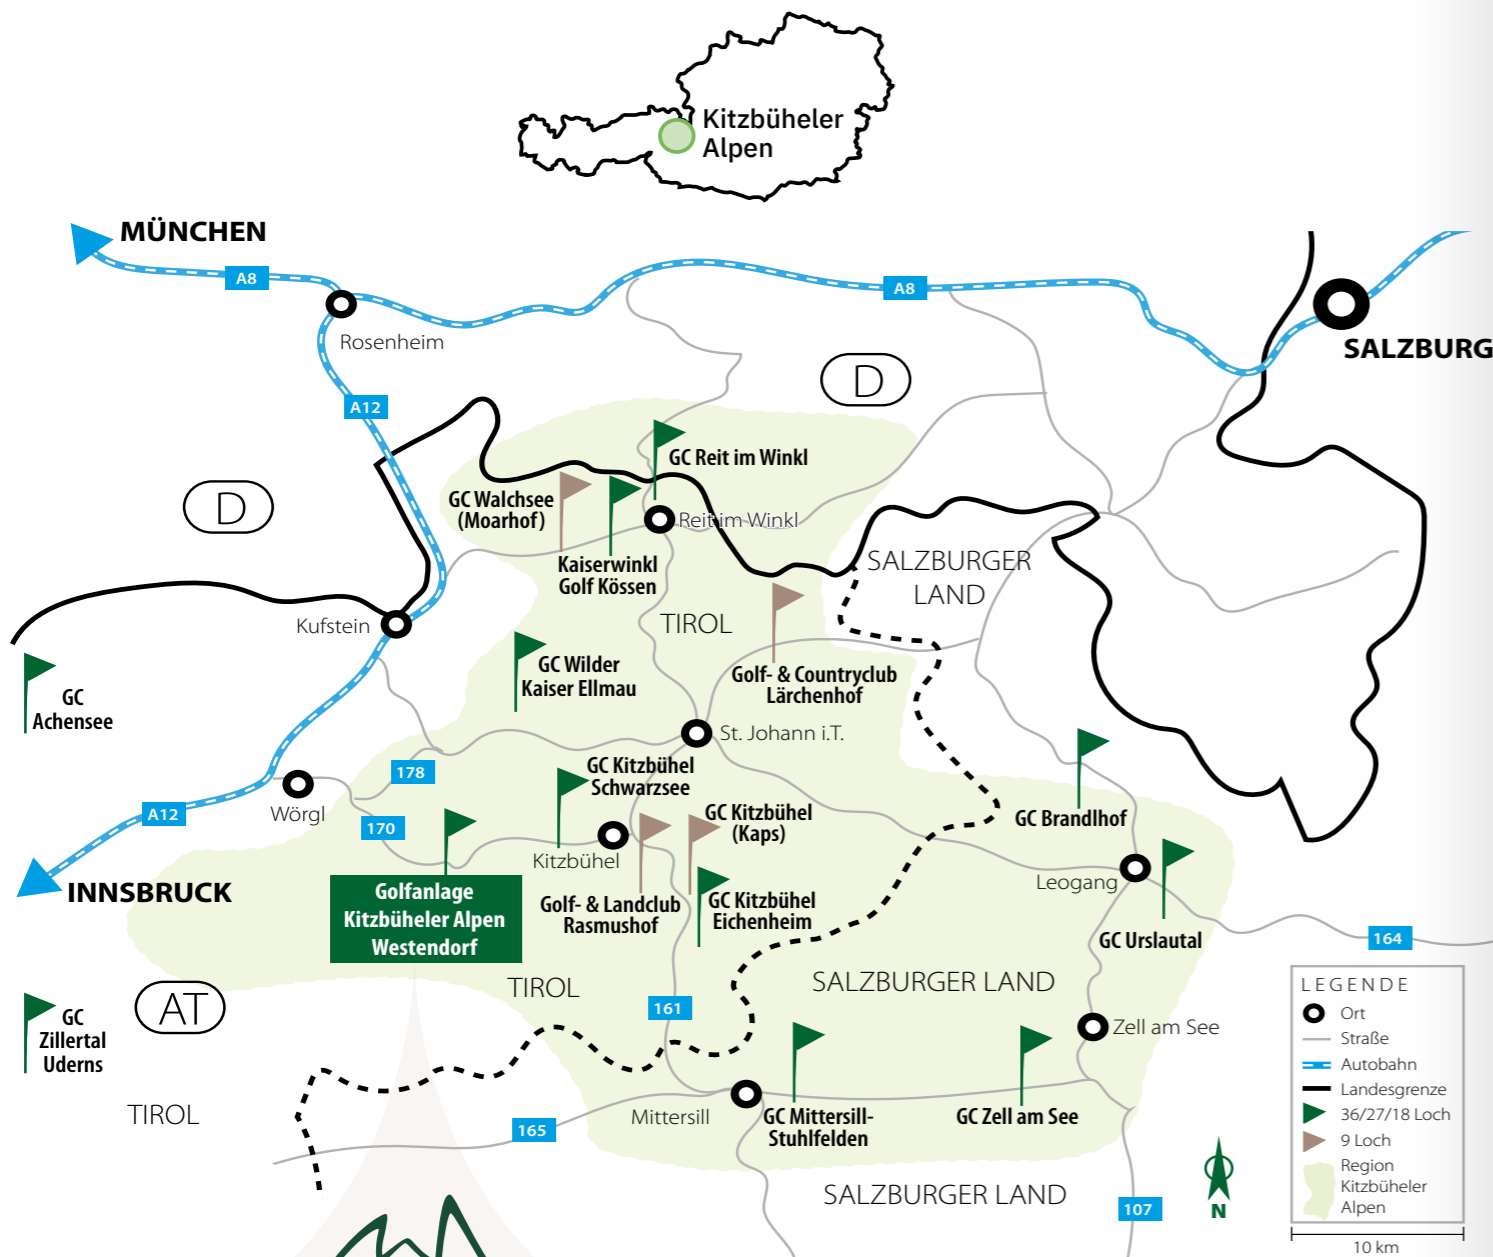 Kitzbüheler
Alpen
MÜNCHEN
A8
A8
Rosenheim
SALZBURG
D
A12
GC Reit im Winkl
D
GC Walchsee
(Moarhof)
Reit im Winkl
Kaiserwinkl
Golf Kössen
SALZBURGER
LAND
Kufstein
TIROL
GC Wilder
Kaiser Ellmau
Golf- & Countryclub
Lärchenhof
GC
Achensee
St. Johann i.T.
178
GC Kitzbühel
Schwarzsee
A12
Wörgl
170
GC Kitzbühel
(Kaps)
GC Brandlhof
Kitzbühel
INNSBRUCK
Golfanlage
Kitzbüheler Alpen
Westendorf
Golf- & Landclub
Rasmushof
GC Kitzbühel
Eichenheim
Leogang
GC Urslautal
164
TIROL
SALZBURGER LAND
161
AT
GC
Zillertal
Uderns
Zell am See
TIROL
165
Mittersill
GC Mittersill-
Stuhlfelden
GC Zell am See
SALZBURGER LAND
107
N
LEGENDE
Ort
Straße
Autobahn
Landesgrenze
36/27/18 Loch
9 Loch
Region
Kitzbüheler
Alpen
10 km